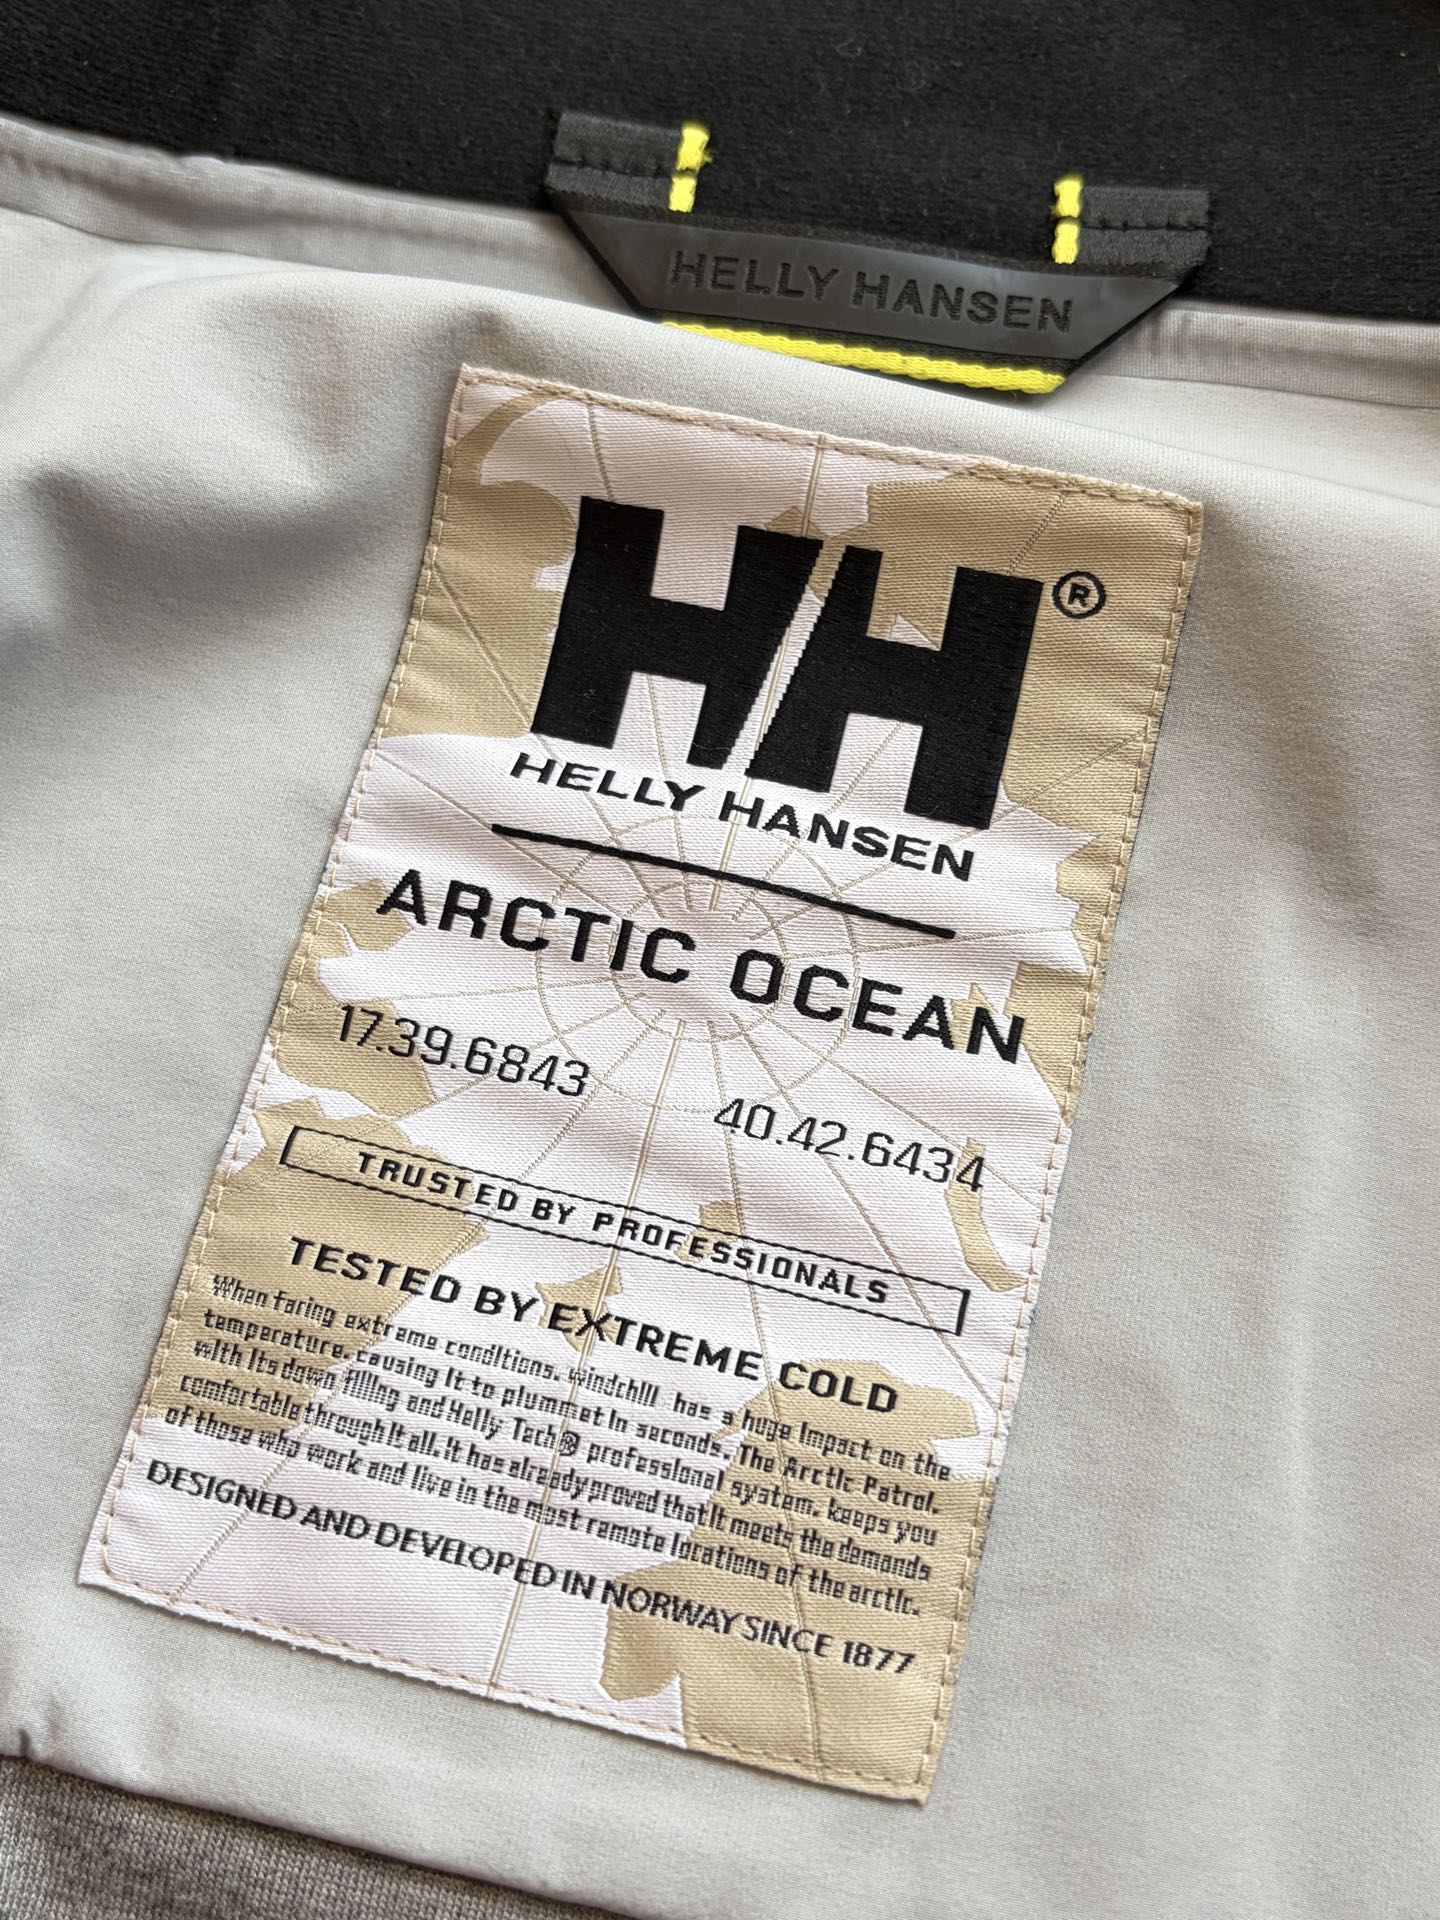 HELLY HANSEN
HH®
HELLY HANSEN
ARCTIC OCEAN
17.39.6843
40.42.6434
TRUSTED BY PROFESSIONALS
TESTED BY EXTREME COLD
When facing extreme conditions, windchill has a huge impact on the
temperature, causing it to plummet in seconds. The Arctic Patrol,
with its down filling and Helly Tech® professional system, keeps you
comfortable through it all. It has already proved that it meets the demands
of those who work and live in the most remote locations of the arctic.
DESIGNED AND DEVELOPED IN NORWAY SINCE 1877